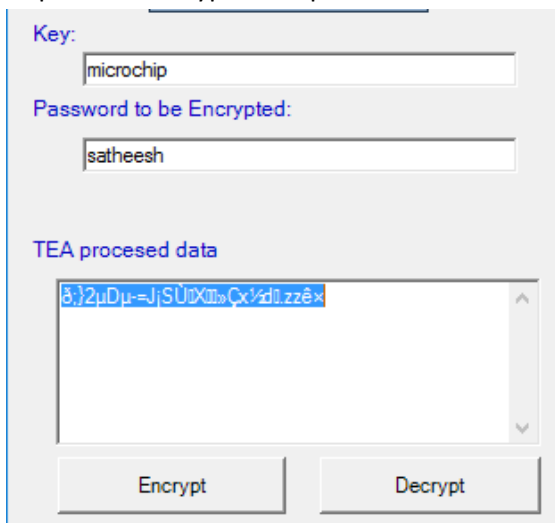 Key:
microchip
Password to be Encrypted:
satheesh
TEA procesed data
Encrypt
Decrypt